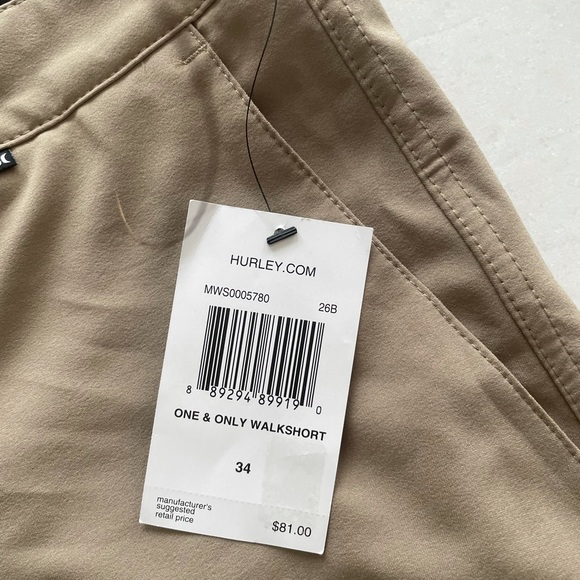 HURLEY.COM
MWS0005780 26B
8 89294 89919 0
ONE & ONLY WALKSHORT
34
manufacturer's
suggested
retail price
$81.00